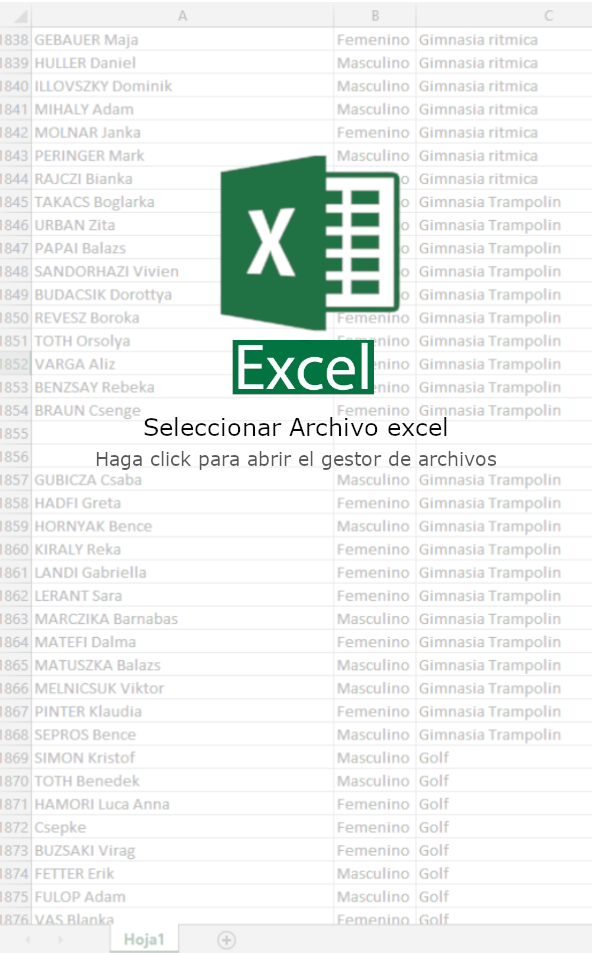 A B C
1838 GEBAUER Maja Femenino Gimnasia ritmica
1839 HULLER Daniel Masculino Gimnasia ritmica
1840 ILLOVSZKY Dominik Masculino Gimnasia ritmica
1841 MIHALY Adam Masculino Gimnasia ritmica
1842 MOLNAR Janka Femenino Gimnasia ritmica
1843 PERINGER Mark Masculino Gimnasia ritmica
1844 RAJCZI Bianka Gimnasia ritmica
1845 TAKACS Boglarka Gimnasia Trampolin
1846 URBAN Zita Gimnasia Trampolin
1847 PAPAI Balazs Gimnasia Trampolin
1848 SANDORHAZI Vivien Gimnasia Trampolin
1849 BUDACSIK Dorottya Gimnasia Trampolin
1850 REVESZ Boroka Femenino Gimnasia Trampolin
1851 TOTH Orsolya Gimnasia Trampolin
1852 VARGA Aliz Gimnasia Trampolin
1853 BENZSAY Rebeka Gimnasia Trampolin
1854 BRAUN Csenge Femenino Gimnasia Trampolin
X
Excel
1855
Seleccionar Archivo excel
1856
Haga click para abrir el gestor de archivos
1857 GUBICZA Csaba Masculino Gimnasia Trampolin
1858 HADFI Greta Femenino Gimnasia Trampolin
1859 HORNYAK Bence Masculino Gimnasia Trampolin
1860 KIRALY Reka Femenino Gimnasia Trampolin
1861 LANDI Gabriella Femenino Gimnasia Trampolin
1862 LERANT Sara Femenino Gimnasia Trampolin
1863 MARCZIKA Barnabas Masculino Gimnasia Trampolin
1864 MATEFI Dalma Femenino Gimnasia Trampolin
1865 MATUSZKA Balazs Masculino Gimnasia Trampolin
1866 MELNICSUK Viktor Masculino Gimnasia Trampolin
1867 PINTER Klaudia Femenino Gimnasia Trampolin
1868 SEPROS Bence Masculino Gimnasia Trampolin
1869 SIMON Kristof Masculino Golf
1870 TOTH Benedek Masculino Golf
1871 HAMORI Luca Anna Femenino Golf
1872 Csepke Femenino Golf
1873 BUZSAKI Virag Femenino Golf
1874 FETTER Erik Masculino Golf
1875 FULOP Adam Masculino Golf
1876 VAS Blanka Femenino Golf
Hoja1